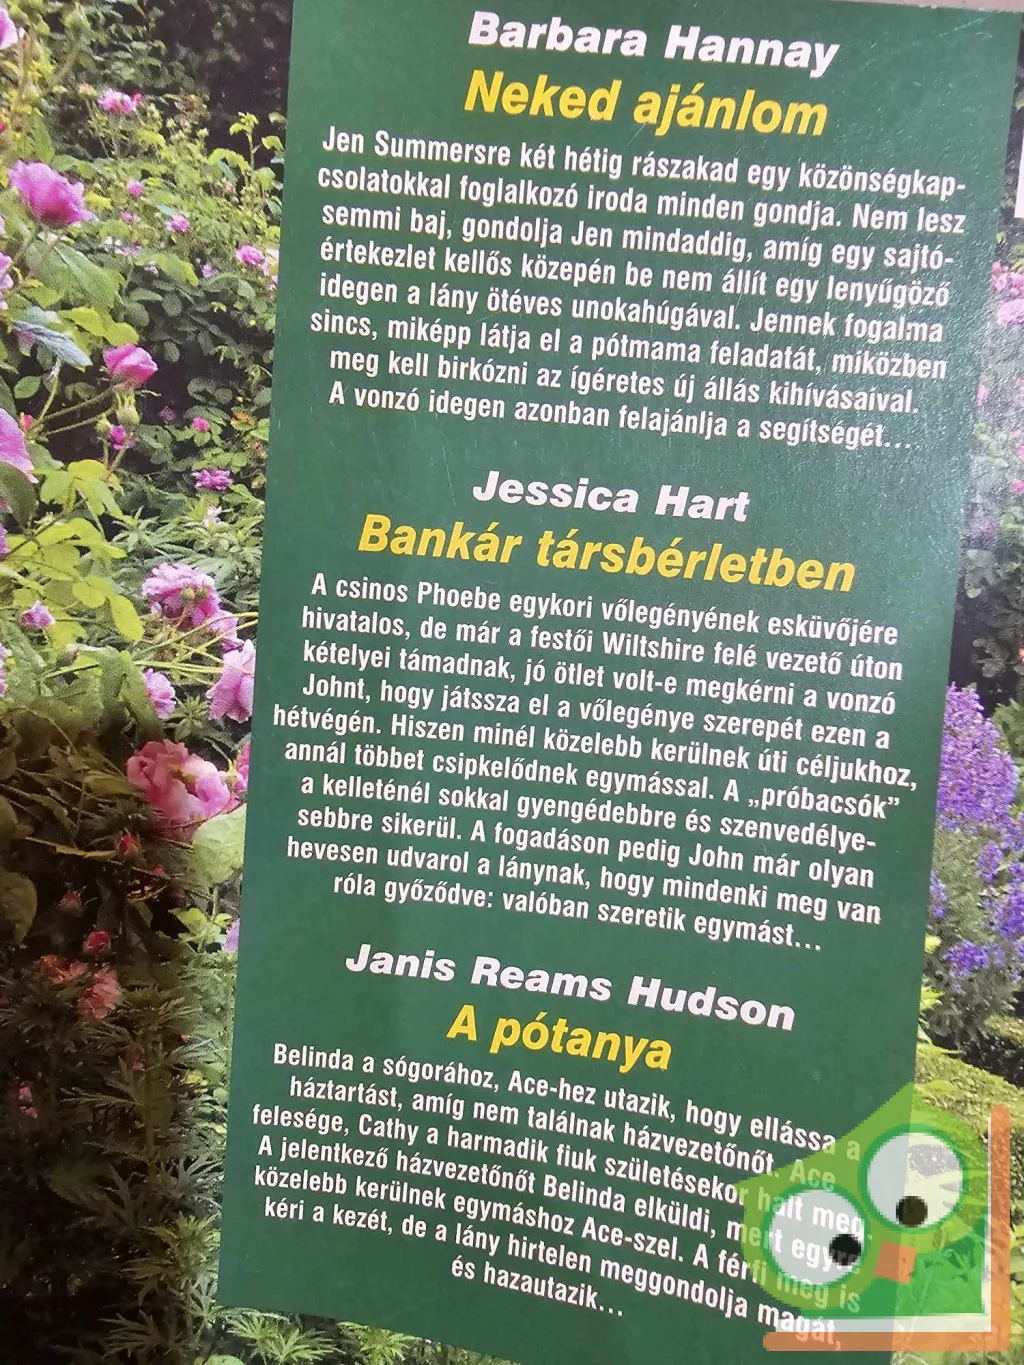 Barbara Hannay
Neked ajánlom
Jen Summersre két hétig rászakad egy közönségkap-
csolatokkal foglalkozó iroda minden gondja. Nem lesz
semmi baj, gondolja Jen mindaddig, amíg egy sajtó-
értekezlet kellős közepén be nem állít egy lenyűgöző
idegen a lány ötéves unokahúgával. Jennek fogalma
sincs, miképp látja el a pótmama feladatát, míközben
meg kell birkózni az ígéretes új állás kihívásaival.
A vonzó idegen azonban felajánlja a segítségét...
Jessica Hart
Bankár társbérletben
A csinos Phoebe egykori vőlegényének esküvőjére
hivatalos, de már a festői Wiltshire felé vezető úton
kételyei támadnak, jó ötlet volt-e megkérni a vonzó
Johnt, hogy játssza el a vőlegénye szerepét ezen a
hétvégén. Hiszen minél közelebb kerülnek úti céljukhoz,
annál többet csipkelődnek egymással. A „próbacsók”
a kelleténél sokkal gyengédebbre és szenvedélye-
sebbre sikerül. A fogadáson pedig John már olyan
hevesen udvarol a lánynak, hogy mindenki meg van
róla győződve: valóban szeretik egymást...
Janis Reams Hudson
A pótanya
Belinda a sógorához, Ace-hez utazik, hogy ellássa a
háztartást, amíg nem találnak házvezetőnőt. Ace
felesége, Cathy a harmadik fiuk születésekor halt meg.
A jelentkező házvezetőnőt Belinda elküldi, mert egyre
közelebb kerülnek egymáshoz Ace-szel. A férfi meg is
kéri a kezét, de a lány hirtelen meggondolja magát,
és hazautazik...